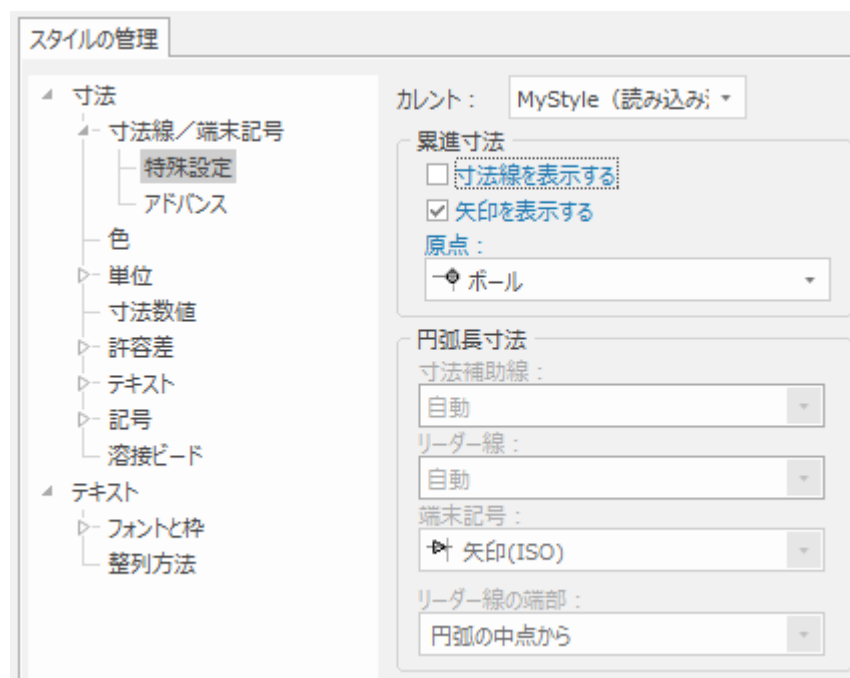 スタイルの管理
寸法
寸法線／端末記号
特殊設定
アドバンス
色
単位
寸法数値
許容差
テキスト
記号
溶接ビード
テキスト
フォントと枠
整列方法
カレント：
MyStyle（読み込み
累進寸法
寸法線を表示する
矢印を表示する
原点：
ボール
円弧長寸法
寸法補助線：
自動
リーダー線：
自動
端末記号：
矢印(ISO)
リーダー線の端部：
円弧の中点から